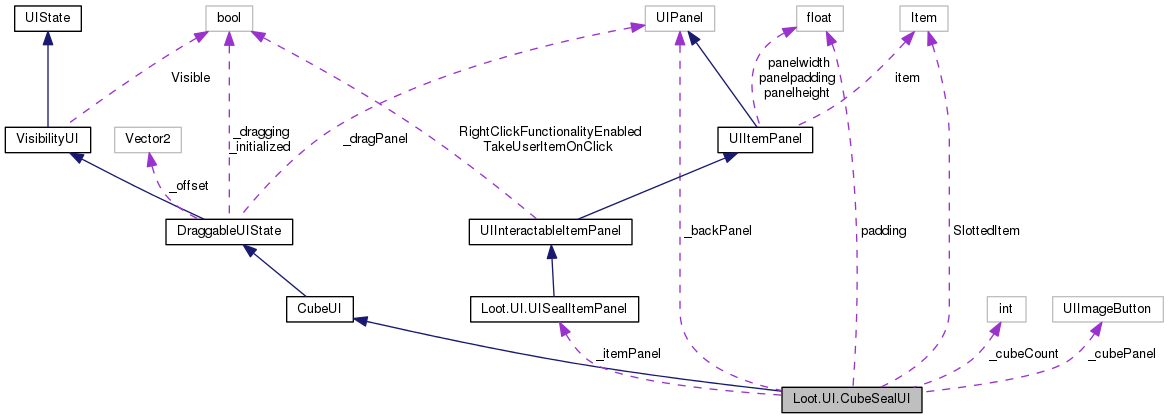 UIState
bool
UIPanel
float
Item
Visible
panelwidth
panelpadding
panelheight
item
VisibilityUI
Vector2
_dragging
_initialized
_dragPanel
RightClickFunctionalityEnabled
TakeUserItemOnClick
UIItemPanel
_offset
DraggableUIState
UIInteractableItemPanel
_backPanel
padding
SlottedItem
CubeUI
Loot.UI.UISealItemPanel
int
UIImageButton
_itemPanel
_cubeCount
_cubePanel
Loot.UI.CubeSealUI